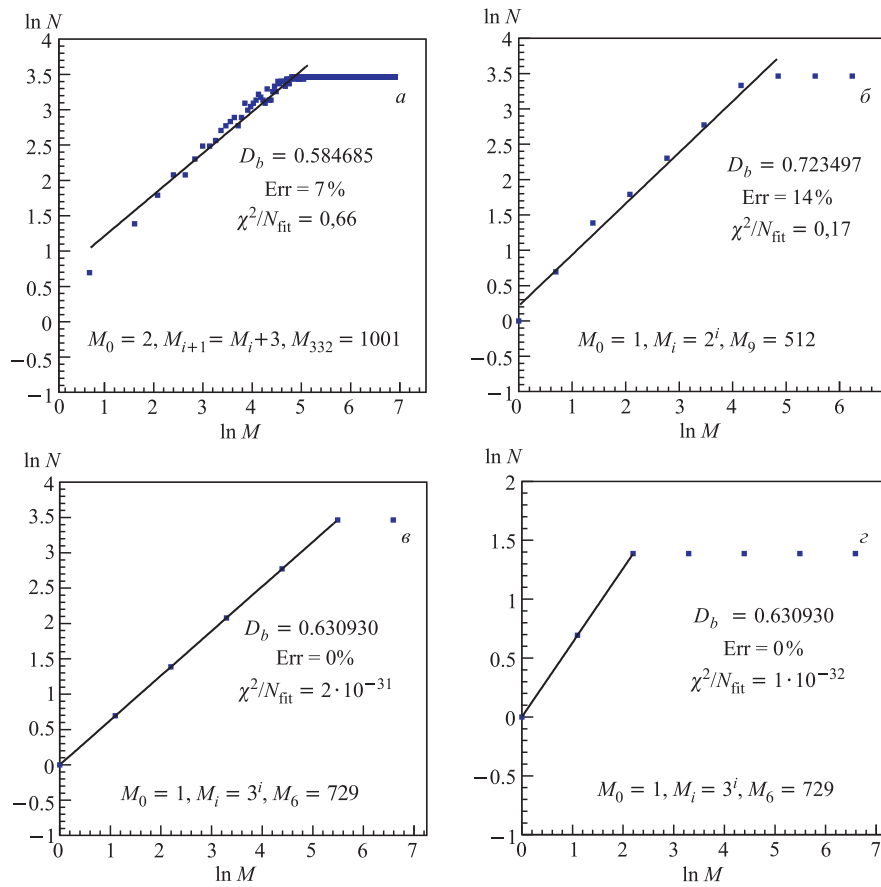 ln N
4
3.5
3
2.5
2
1.5
1
0.5
0
−0.5
−1
а
D_b = 0.584685
Err = 7%
χ²/N_fit = 0,66
M_0 = 2, M_{i+1} = M_i+3, M_332 = 1001
0 1 2 3 4 5 6 7
ln M
ln N
4
3.5
3
2.5
2
1.5
1
0.5
0
−0.5
−1
б
D_b = 0.723497
Err = 14%
χ²/N_fit = 0,17
M_0 = 1, M_i = 2^i, M_9 = 512
0 1 2 3 4 5 6
ln M
ln N
4
3.5
3
2.5
2
1.5
1
0.5
0
−0.5
−1
в
D_b = 0.630930
Err = 0%
χ²/N_fit = 2·10^−31
M_0 = 1, M_i = 3^i, M_6 = 729
0 1 2 3 4 5 6 7
ln M
ln N
2
1.5
1
0.5
0
−0.5
−1
г
D_b = 0.630930
Err = 0%
χ²/N_fit = 1·10^−32
M_0 = 1, M_i = 3^i, M_6 = 729
0 1 2 3 4 5 6 7
ln M